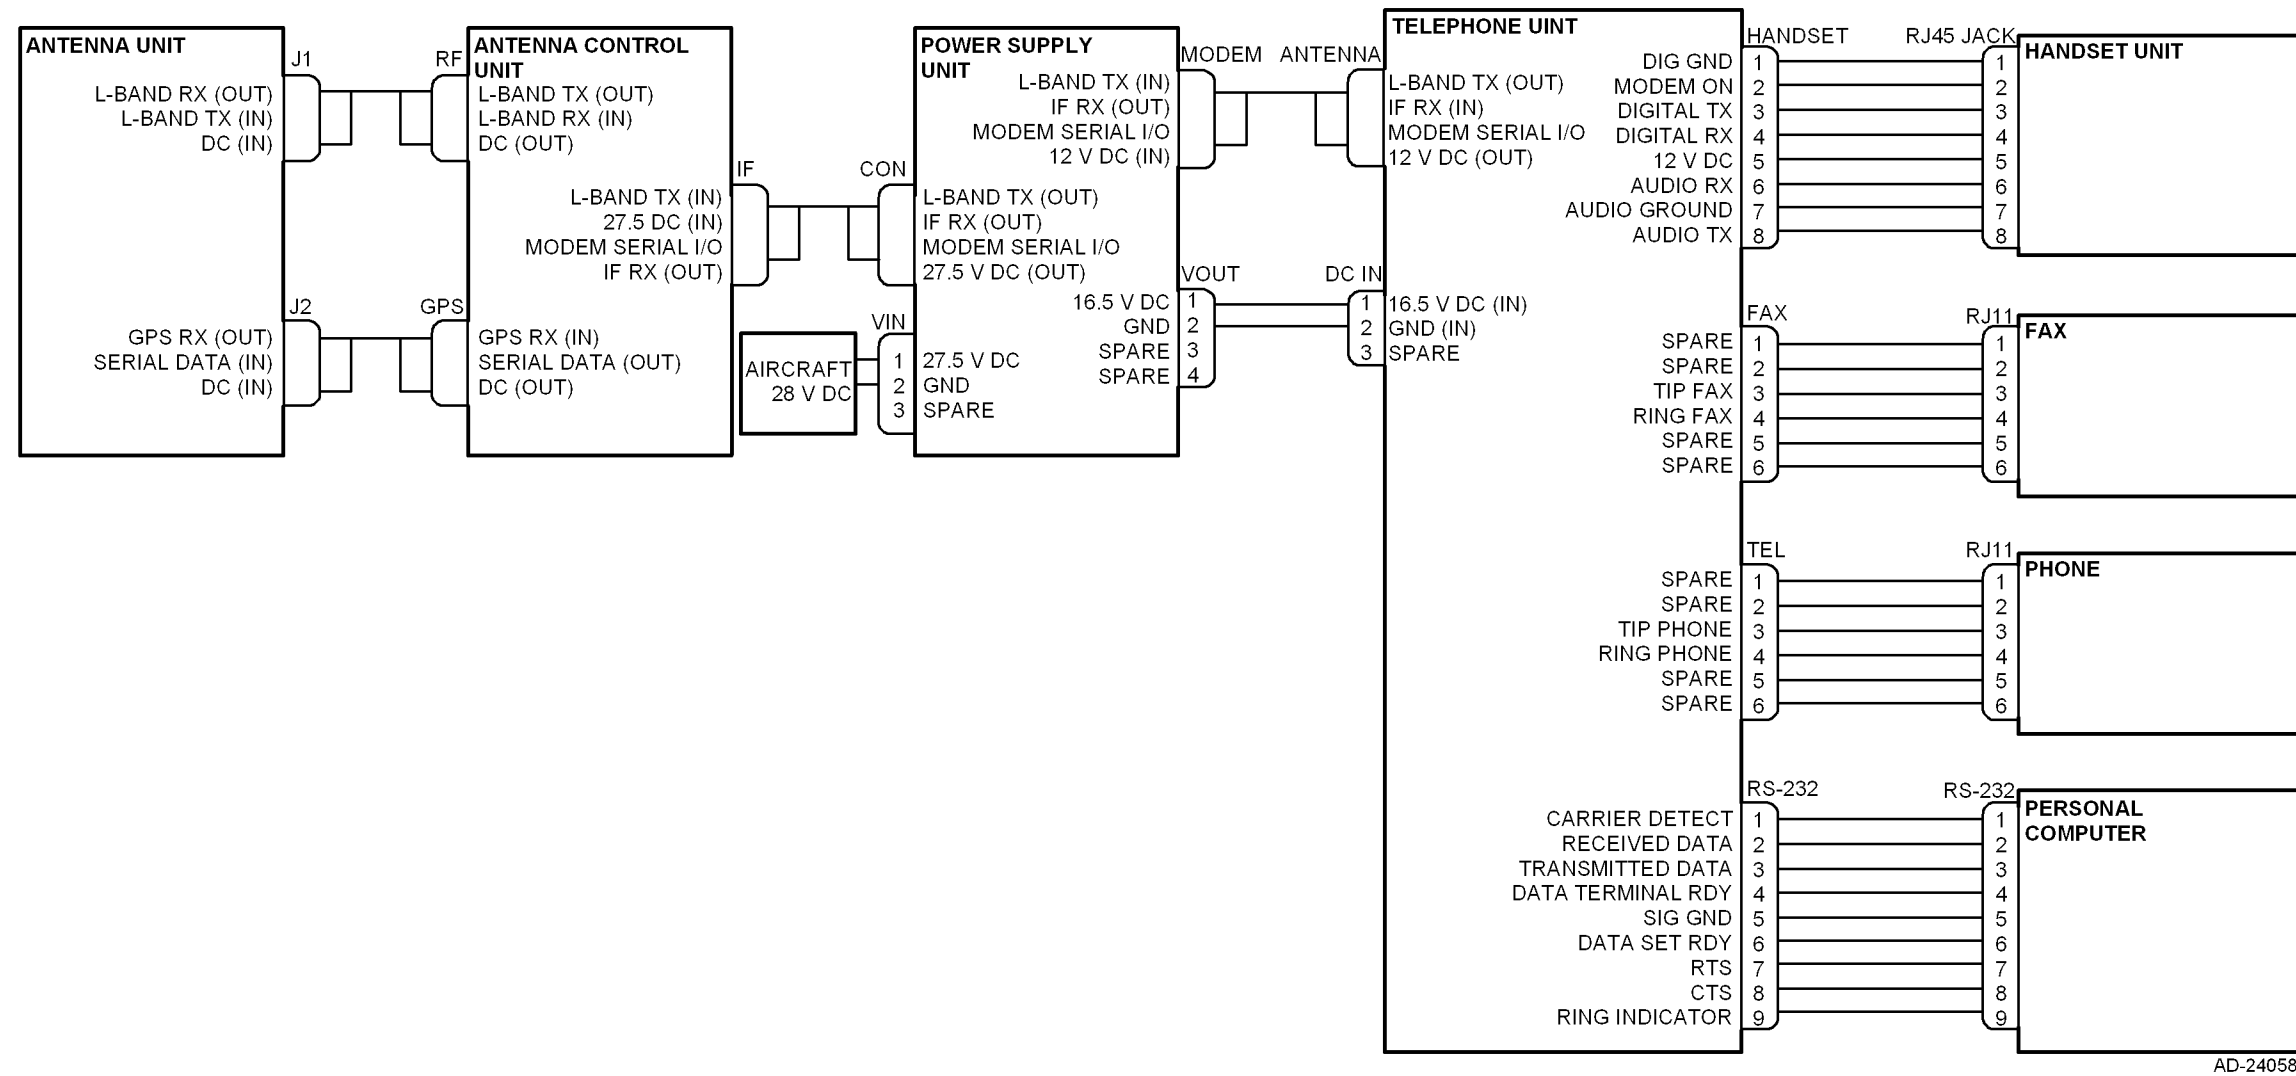 ANTENNA UNIT
J1
L-BAND RX (OUT)
L-BAND TX (IN)
DC (IN)
J2
GPS RX (OUT)
SERIAL DATA (IN)
DC (IN)
RF
ANTENNA CONTROL
UNIT
L-BAND TX (OUT)
L-BAND RX (IN)
DC (OUT)
IF
L-BAND TX (IN)
27.5 DC (IN)
MODEM SERIAL I/O
IF RX (OUT)
GPS
GPS RX (IN)
SERIAL DATA (OUT)
DC (OUT)
AIRCRAFT
28 V DC
POWER SUPPLY
UNIT
MODEM
L-BAND TX (IN)
IF RX (OUT)
MODEM SERIAL I/O
12 V DC (IN)
CON
L-BAND TX (OUT)
IF RX (OUT)
MODEM SERIAL I/O
27.5 V DC (OUT)
VOUT
16.5 V DC 1
GND 2
SPARE 3
SPARE 4
VIN
1 27.5 V DC
2 GND
3 SPARE
TELEPHONE UINT
ANTENNA
L-BAND TX (OUT)
IF RX (IN)
MODEM SERIAL I/O
12 V DC (OUT)
DC IN
1 16.5 V DC (IN)
2 GND (IN)
3 SPARE
HANDSET RJ45 JACK
HANDSET UNIT
DIG GND 1 1
MODEM ON 2 2
DIGITAL TX 3 3
DIGITAL RX 4 4
12 V DC 5 5
AUDIO RX 6 6
AUDIO GROUND 7 7
AUDIO TX 8 8
FAX RJ11
FAX
SPARE 1 1
SPARE 2 2
TIP FAX 3 3
RING FAX 4 4
SPARE 5 5
SPARE 6 6
TEL RJ11
PHONE
SPARE 1 1
SPARE 2 2
TIP PHONE 3 3
RING PHONE 4 4
SPARE 5 5
SPARE 6 6
RS-232 RS-232
PERSONAL
COMPUTER
CARRIER DETECT 1 1
RECEIVED DATA 2 2
TRANSMITTED DATA 3 3
DATA TERMINAL RDY 4 4
SIG GND 5 5
DATA SET RDY 6 6
RTS 7 7
CTS 8 8
RING INDICATOR 9 9
AD-24058